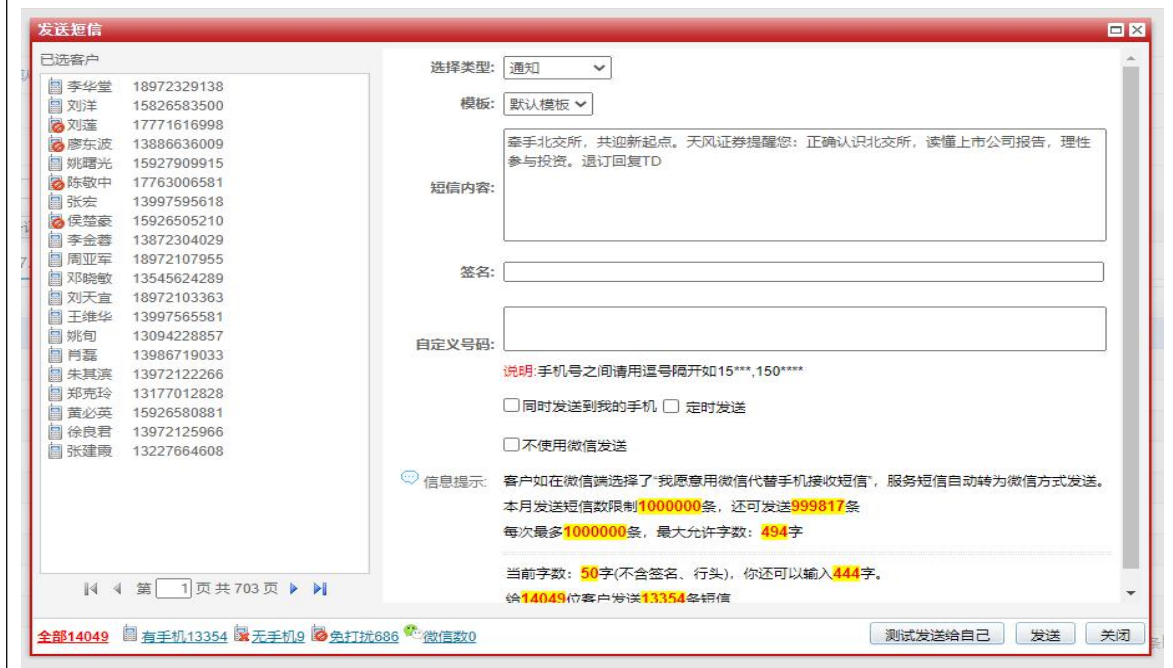 发送短信
已选客户
李华堂 18972329138
刘洋 15826583500
刘莲 17771616998
廖东波 13886636009
姚曙光 15927909915
陈敬中 17763006581
张宏 13997595618
侯楚豪 15926505210
李金蓉 13872304029
周亚军 18972107955
邓晓敏 13545624289
刘天宜 18972103363
王维华 13997565581
姚旬 13094228857
肖磊 13986719033
朱其滨 13972122266
郑克玲 13177012828
黄必英 15926580881
徐良君 13972125966
张建霞 13227664608
第 1 页 共 703 页
选择类型: 通知
模板: 默认模板
短信内容:
牵手北交所，共迎新起点。天风证券提醒您：正确认识北交所，读懂上市公司报告，理性
参与投资。退订回复TD
签名:
自定义号码:
说明:手机号之间请用逗号隔开如15***,150****
同时发送到我的手机 定时发送
不使用微信发送
信息提示: 客户如在微信端选择了“我愿意用微信代替手机接收短信”，服务短信自动转为微信方式发送。
本月发送短信数限制1000000条，还可发送999817条
每次最多1000000条，最大允许字数：494字
当前字数：50字(不含签名、行头)，你还可以输入444字。
给14049位客户发送13354条短信
全部14049 有手机13354 无手机9 免打扰686 微信数0
测试发送给自己 发送 关闭